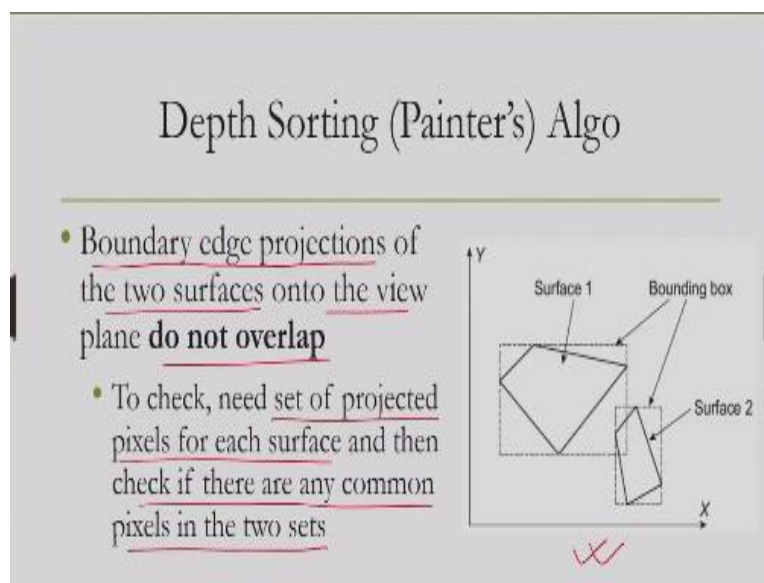 Depth Sorting (Painter's) Algo
• Boundary edge projections of
the two surfaces onto the view
plane do not overlap
• To check, need set of projected
pixels for each surface and then
check if there are any common
pixels in the two sets
Y
Surface 1
Bounding box
Surface 2
X